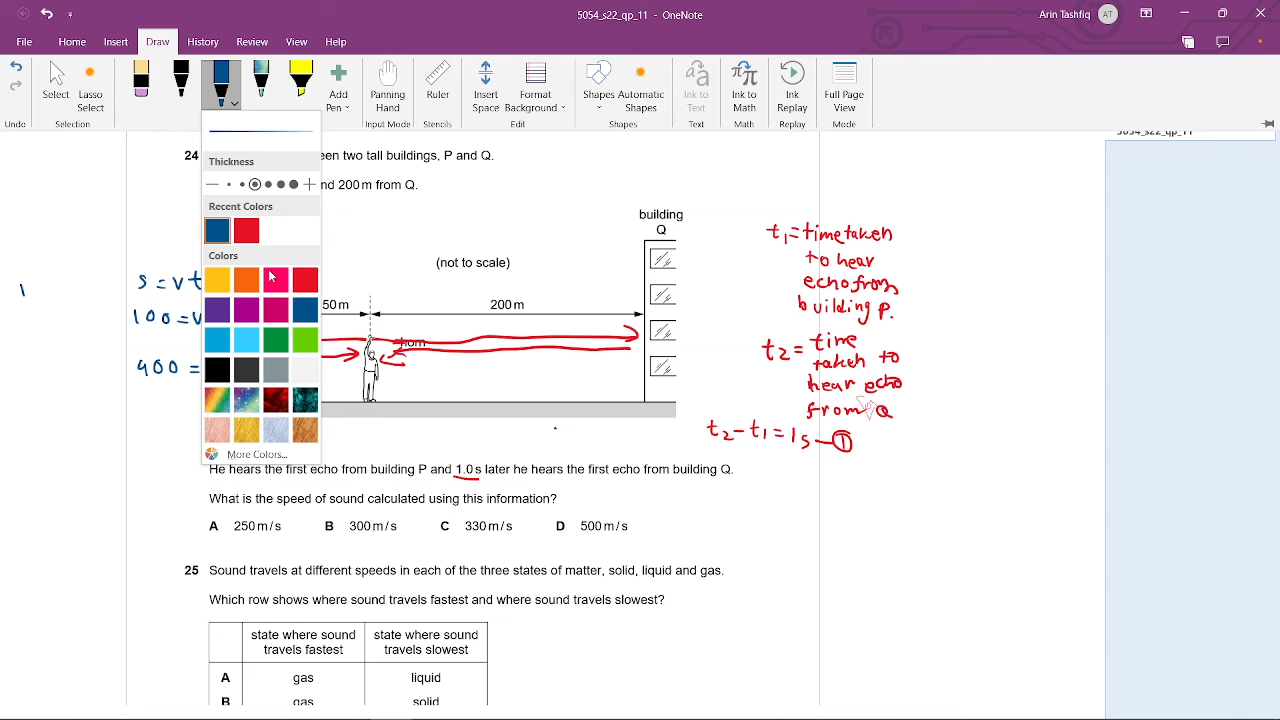 5054_s22_qp_11 - OneNote
Arin Tashfiq
AT
File Home Insert Draw History Review View Help
Undo
Select
Lasso Select
Add Pen
Panning Hand
Ruler
Insert Space
Format Background
Shapes
Automatic Shapes
Ink to Text
Ink to Math
Ink Replay
Full Page View
Undo Selection Input Mode Stencils Edit Shapes Text Math Replay Mode
5054_s22_qp_11
Thickness
Recent Colors
Colors
More Colors...
24
een two tall buildings, P and Q.
nd 200 m from Q.
building
Q
(not to scale)
50 m
200 m
s = vt
100 = v
400 =
t₁ = time taken
to hear
echo from
building P.
t₂ = time
taken to
hear echo
from Q
t₂ - t₁ = 1s — ①
He hears the first echo from building P and 1.0 s later he hears the first echo from building Q.
What is the speed of sound calculated using this information?
A 250 m / s B 300 m / s C 330 m / s D 500 m / s
25 Sound travels at different speeds in each of the three states of matter, solid, liquid and gas.
Which row shows where sound travels fastest and where sound travels slowest?
state where sound travels fastest
state where sound travels slowest
A gas liquid
B gas solid